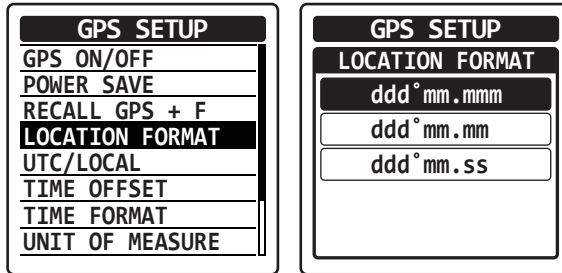 GPS SETUP
GPS ON/OFF
POWER SAVE
RECALL GPS + F
LOCATION FORMAT
UTC/LOCAL
TIME OFFSET
TIME FORMAT
UNIT OF MEASURE
GPS SETUP
LOCATION FORMAT
ddd°mm.mmm
ddd°mm.mm
ddd°mm.ss